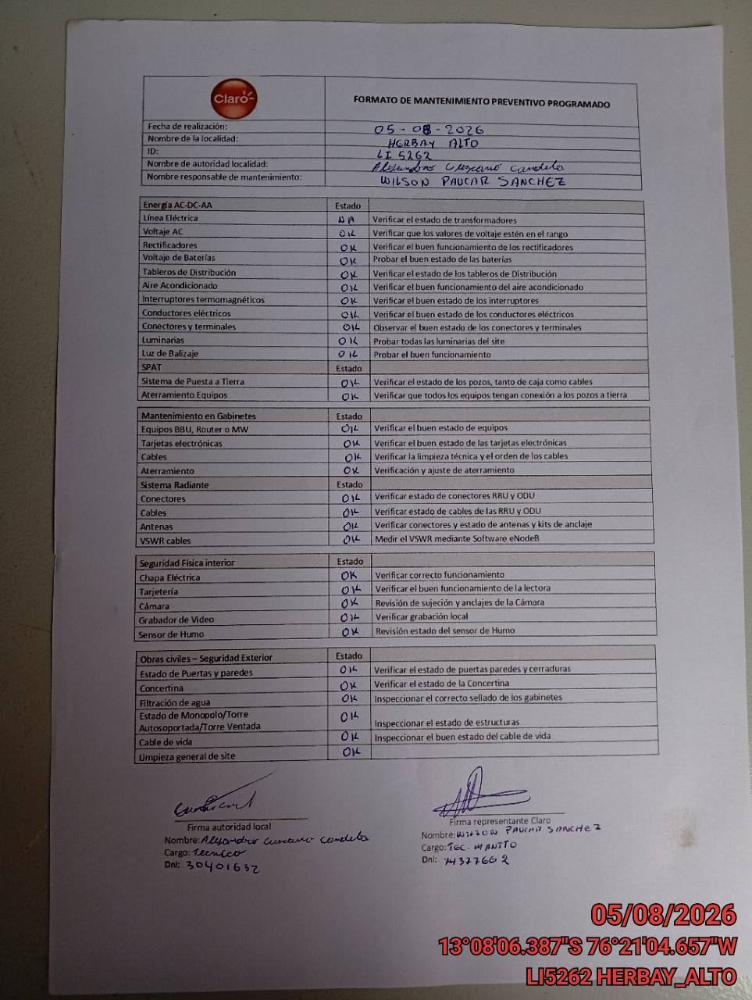 Claro
FORMATO DE MANTENIMIENTO PREVENTIVO PROGRAMADO
Fecha de realización: 05-08-2026
Nombre de la localidad: HERBAY ALTO
ID: LI 5262
Nombre de autoridad localidad: Alejandro Cuscano Candela
Nombre responsable de mantenimiento: WILSON PAUCAR SANCHEZ
Energía AC-DC-AA Estado
Línea Eléctrica NA Verificar el estado de transformadores
Voltaje AC OK Verificar que los valores de voltaje estén en el rango
Rectificadores OK Verificar el buen funcionamiento de los rectificadores
Voltaje de Baterías OK Probar el buen estado de las baterías
Tableros de Distribución OK Verificar el estado de los tableros de Distribución
Aire Acondicionado OK Verificar el buen funcionamiento del aire acondicionado
Interruptores termomagnéticos OK Verificar el buen estado de los interruptores
Conductores eléctricos OK Verificar el buen estado de los conductores eléctricos
Conectores y terminales OK Observar el buen estado de los conectores y terminales
Luminarias OK Probar todas las luminarias del site
Luz de Balizaje OK Probar el buen funcionamiento
SPAT Estado
Sistema de Puesta a Tierra OK Verificar el estado de los pozos, tanto de caja como cables
Aterramiento Equipos OK Verificar que todos los equipos tengan conexión a los pozos a tierra
Mantenimiento en Gabinetes Estado
Equipos BBU, Router o MW OK Verificar el buen estado de equipos
Tarjetas electrónicas OK Verificar el buen estado de las tarjetas electrónicas
Cables OK Verificar la limpieza técnica y el orden de los cables
Aterramiento OK Verificación y ajuste de aterramiento
Sistema Radiante Estado
Conectores OK Verificar estado de conectores RRU y ODU
Cables OK Verificar estado de cables de las RRU y ODU
Antenas OK Verificar conectores y estado de antenas y kits de anclaje
VSWR cables OK Medir el VSWR mediante Software eNodeB
Seguridad Física interior Estado
Chapa Eléctrica OK Verificar correcto funcionamiento
Tarjetería OK Verificar el buen funcionamiento de la lectora
Cámara OK Revisión de sujeción y anclajes de la Cámara
Grabador de Video OK Verificar grabación local
Sensor de Humo OK Revisión estado del sensor de Humo
Obras civiles – Seguridad Exterior Estado
Estado de Puertas y paredes OK Verificar el estado de puertas paredes y cerraduras
Concertina OK Verificar el estado de la Concertina
Filtración de agua OK Inspeccionar el correcto sellado de los gabinetes
Estado de Monopolo/Torre
Autosoportada/Torre Ventada OK Inspeccionar el estado de estructuras
Cable de vida OK Inspeccionar el buen estado del cable de vida
Limpieza general de site OK
Firma autoridad local
Nombre: Alejandro Cuscano Candela
Cargo: Tecnico
Dni: 30401632
Firma representante Claro
Nombre: WILSON PAUCAR SANCHEZ
Cargo: TEC. MANTTO
Dni: 74377662
05/08/2026
13°08'06.387"S 76°21'04.657"W
LI5262 HERBAY_ALTO